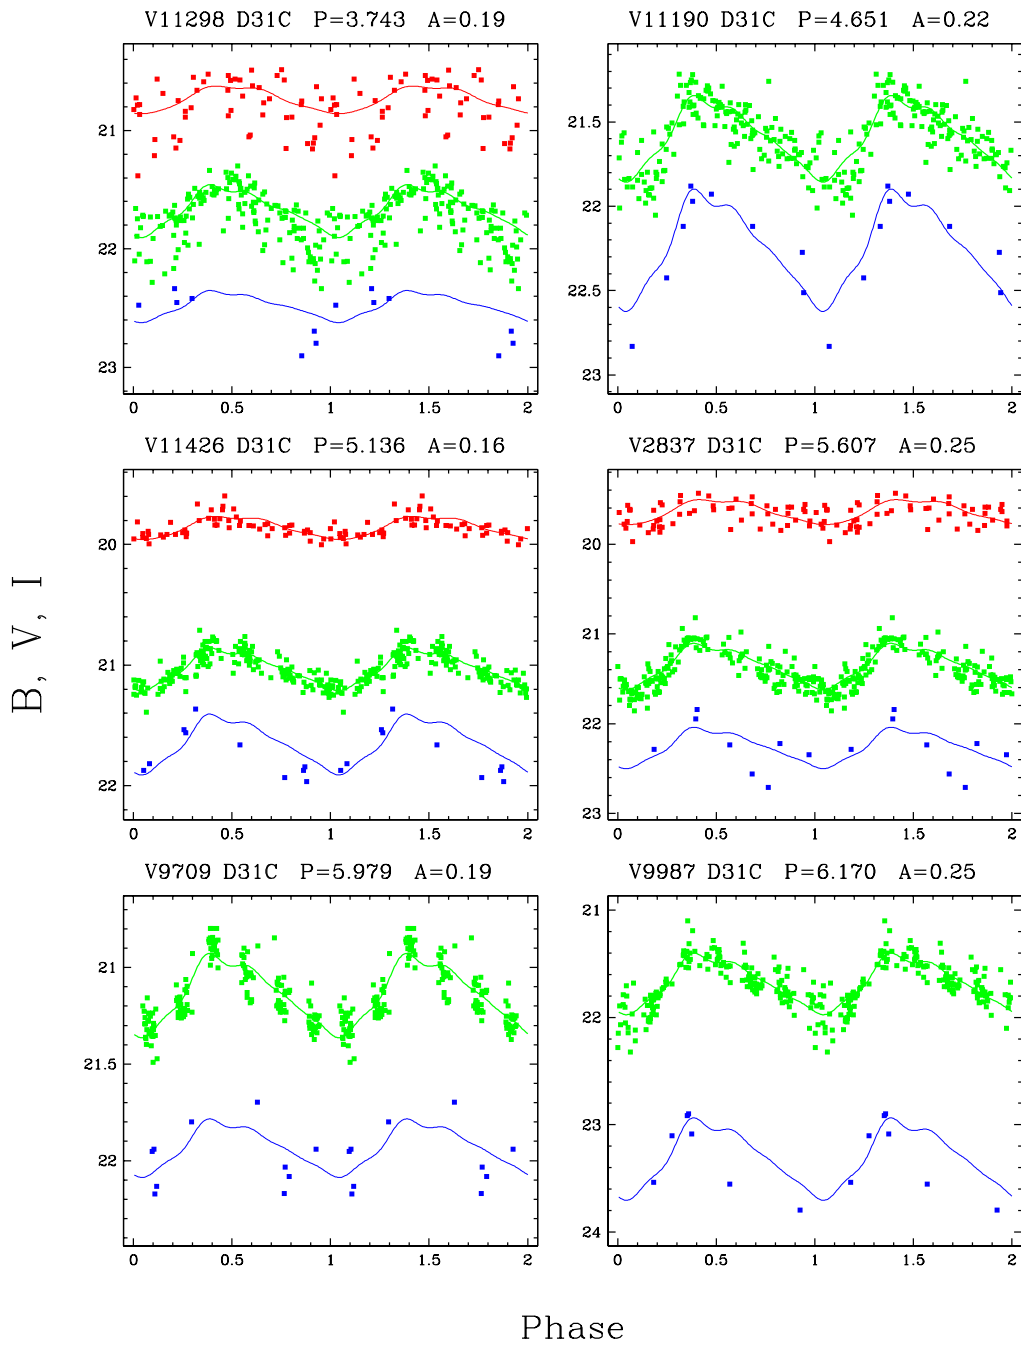 V11298 D31C P=3.743 A=0.19
21
22
23
0 0.5 1 1.5 2
V11190 D31C P=4.651 A=0.22
21.5
22
22.5
23
0 0.5 1 1.5 2
V11426 D31C P=5.136 A=0.16
20
21
22
0 0.5 1 1.5 2
V2837 D31C P=5.607 A=0.25
20
21
22
23
0 0.5 1 1.5 2
V9709 D31C P=5.979 A=0.19
21
21.5
22
0 0.5 1 1.5 2
V9987 D31C P=6.170 A=0.25
21
22
23
24
0 0.5 1 1.5 2
B, V, I
Phase